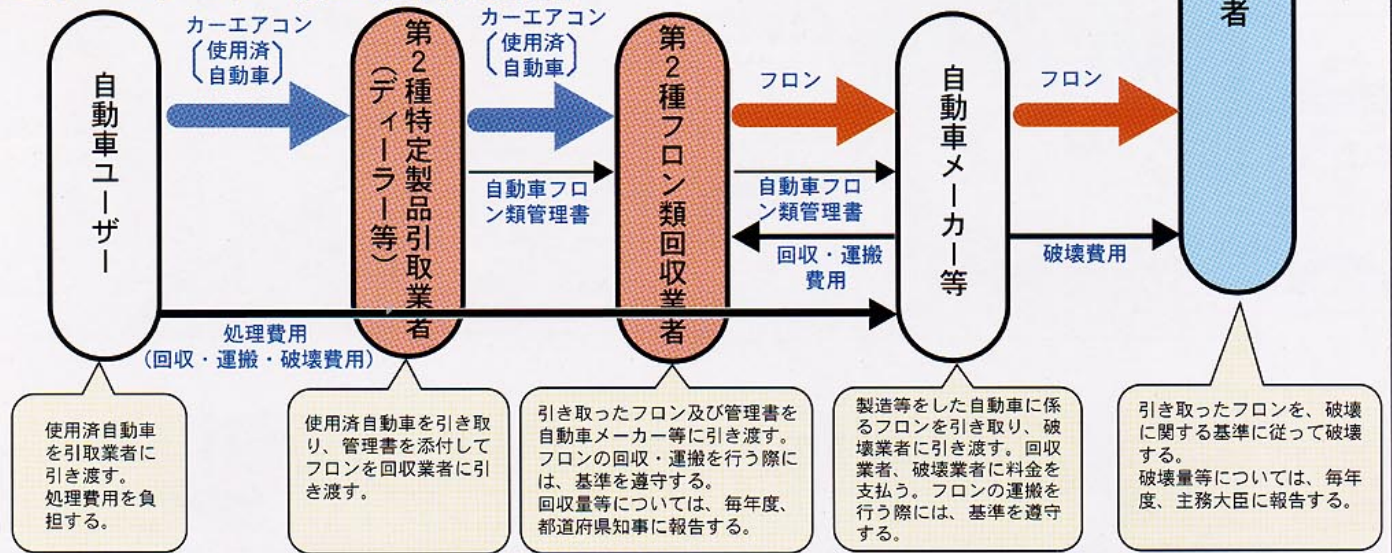 カーエアコン
〔使用済
自動車〕
カーエアコン
〔使用済
自動車〕
フロン
フロン
自動車ユーザー
第2種特定製品引取業者
(ディーラー等)
第2種フロン類回収業者
自動車メーカー等
者
自動車フロ
ン類管理書
自動車フロ
ン類管理書
回収・運搬
費用
破壊費用
処理費用
(回収・運搬・破壊費用)
使用済自動車
を引取業者に
引き渡す。
処理費用を負
担する。
使用済自動車を引き取
り、管理書を添付して
フロンを回収業者に引
き渡す。
引き取ったフロン及び管理書を
自動車メーカー等に引き渡す。
フロンの回収・運搬を行う際に
は、基準を遵守する。
回収量等については、毎年度、
都道府県知事に報告する。
製造等をした自動車に係
るフロンを引き取り、破
壊業者に引き渡す。回収
業者、破壊業者に料金を
支払う。フロンの運搬を
行う際には、基準を遵守
する。
引き取ったフロンを、破壊
に関する基準に従って破壊
する。
破壊量等については、毎年
度、主務大臣に報告する。